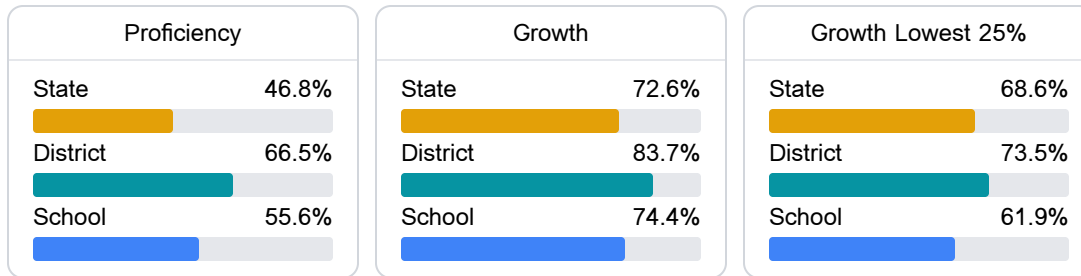 Proficiency
State 46.8%
District 66.5%
School 55.6%
Growth
State 72.6%
District 83.7%
School 74.4%
Growth Lowest 25%
State 68.6%
District 73.5%
School 61.9%